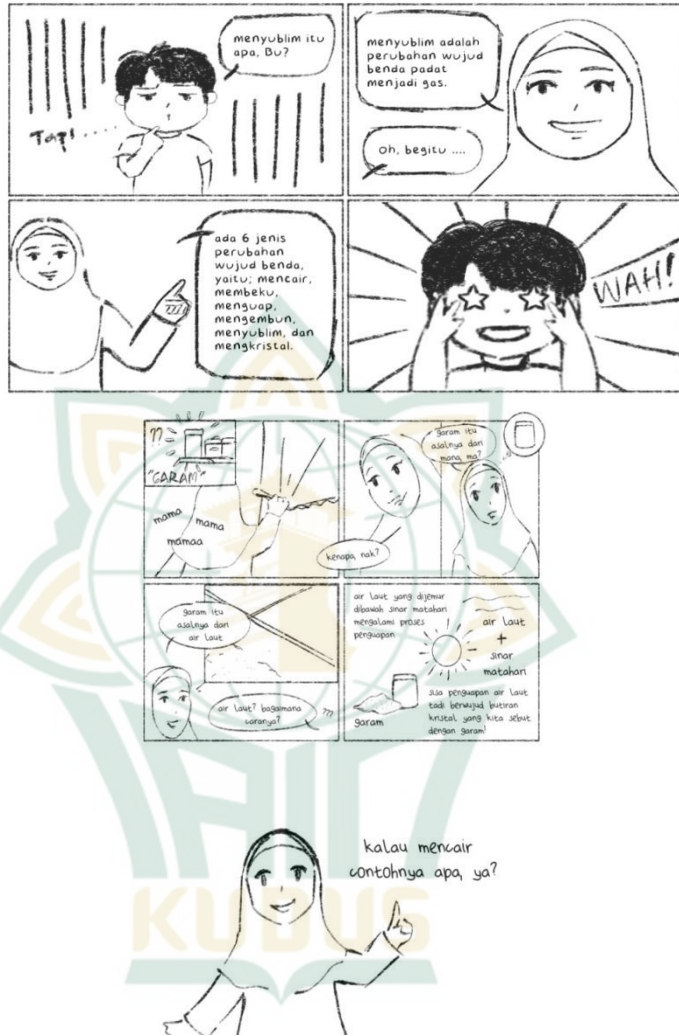 menyublim itu
apa, Bu?
Tapi.....
menyublim adalah
perubahan wujud
benda padat
menjadi gas.
Oh, begitu ....
ada 6 jenis
perubahan
wujud benda,
yaitu; mencair,
membeku,
menguap,
mengembun,
menyublim, dan
mengkristal.
WAH!
??
"GARAM"
mama
mama
mamaa
garam itu
asalnya dari
mana, ma?
kenapa, nak?
garam itu
asalnya dari
air laut
air laut? bagaimana
caranya?
???
air laut yang dijemur
dibawah sinar matahari
mengalami proses
penguapan
air laut
+
sinar
matahari
sisa penguapan air laut
tadi berwujud butiran
kristal yang kita sebut
dengan garam!
garam
kalau mencair
contohnya apa, ya?
IAIN
KUDUS